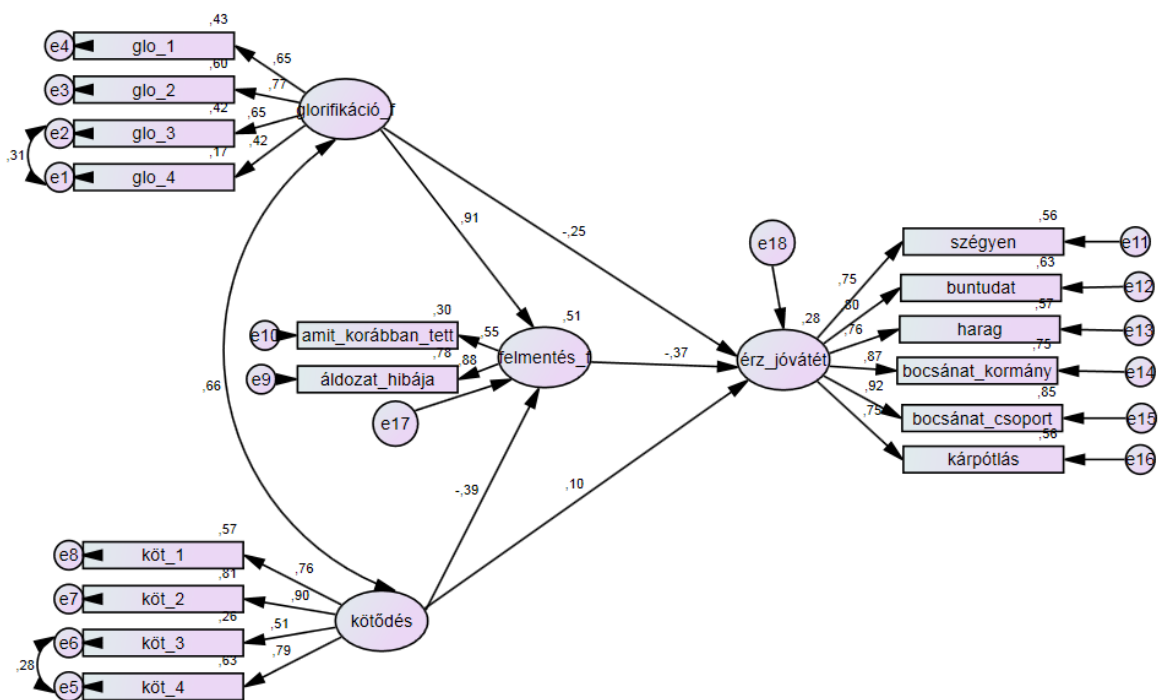 ,43
e4 glo_1
,65
,60
e3 glo_2
,77
glorifikáció_f
,42
e2 glo_3
,65
,31
,17
e1 glo_4
,42
,91
-,25
,66
e18
,56
szégyen e11
,75
,63
buntudat e12
,80
,57
harag e13
,76
,28
érz_jóvátét
,75
bocsánat_kormány e14
,87
,85
bocsánat_csoport e15
,92
,56
kárpótlás e16
,75
,30
e10 amit_korábban_tett
,55
,51
felmentés_f
-,37
,78
e9 áldozat_hibája
,88
e17
-,39
,10
,57
e8 köt_1
,76
,81
e7 köt_2
,90
kötődés
,26
e6 köt_3
,51
,28
,63
e5 köt_4
,79